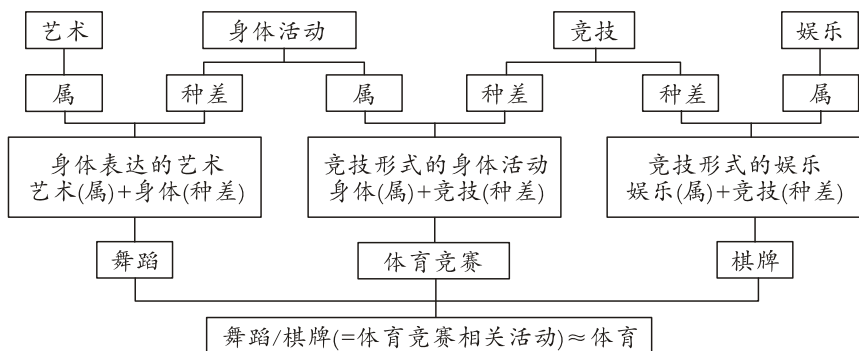 艺术 身体活动 竞技 娱乐
属 种差 属 种差 种差 属
身体表达的艺术
艺术(属)+身体(种差)
竞技形式的身体活动
身体(属)+竞技(种差)
竞技形式的娱乐
娱乐(属)+竞技(种差)
舞蹈 体育竞赛 棋牌
舞蹈/棋牌(=体育竞赛相关活动)≈体育